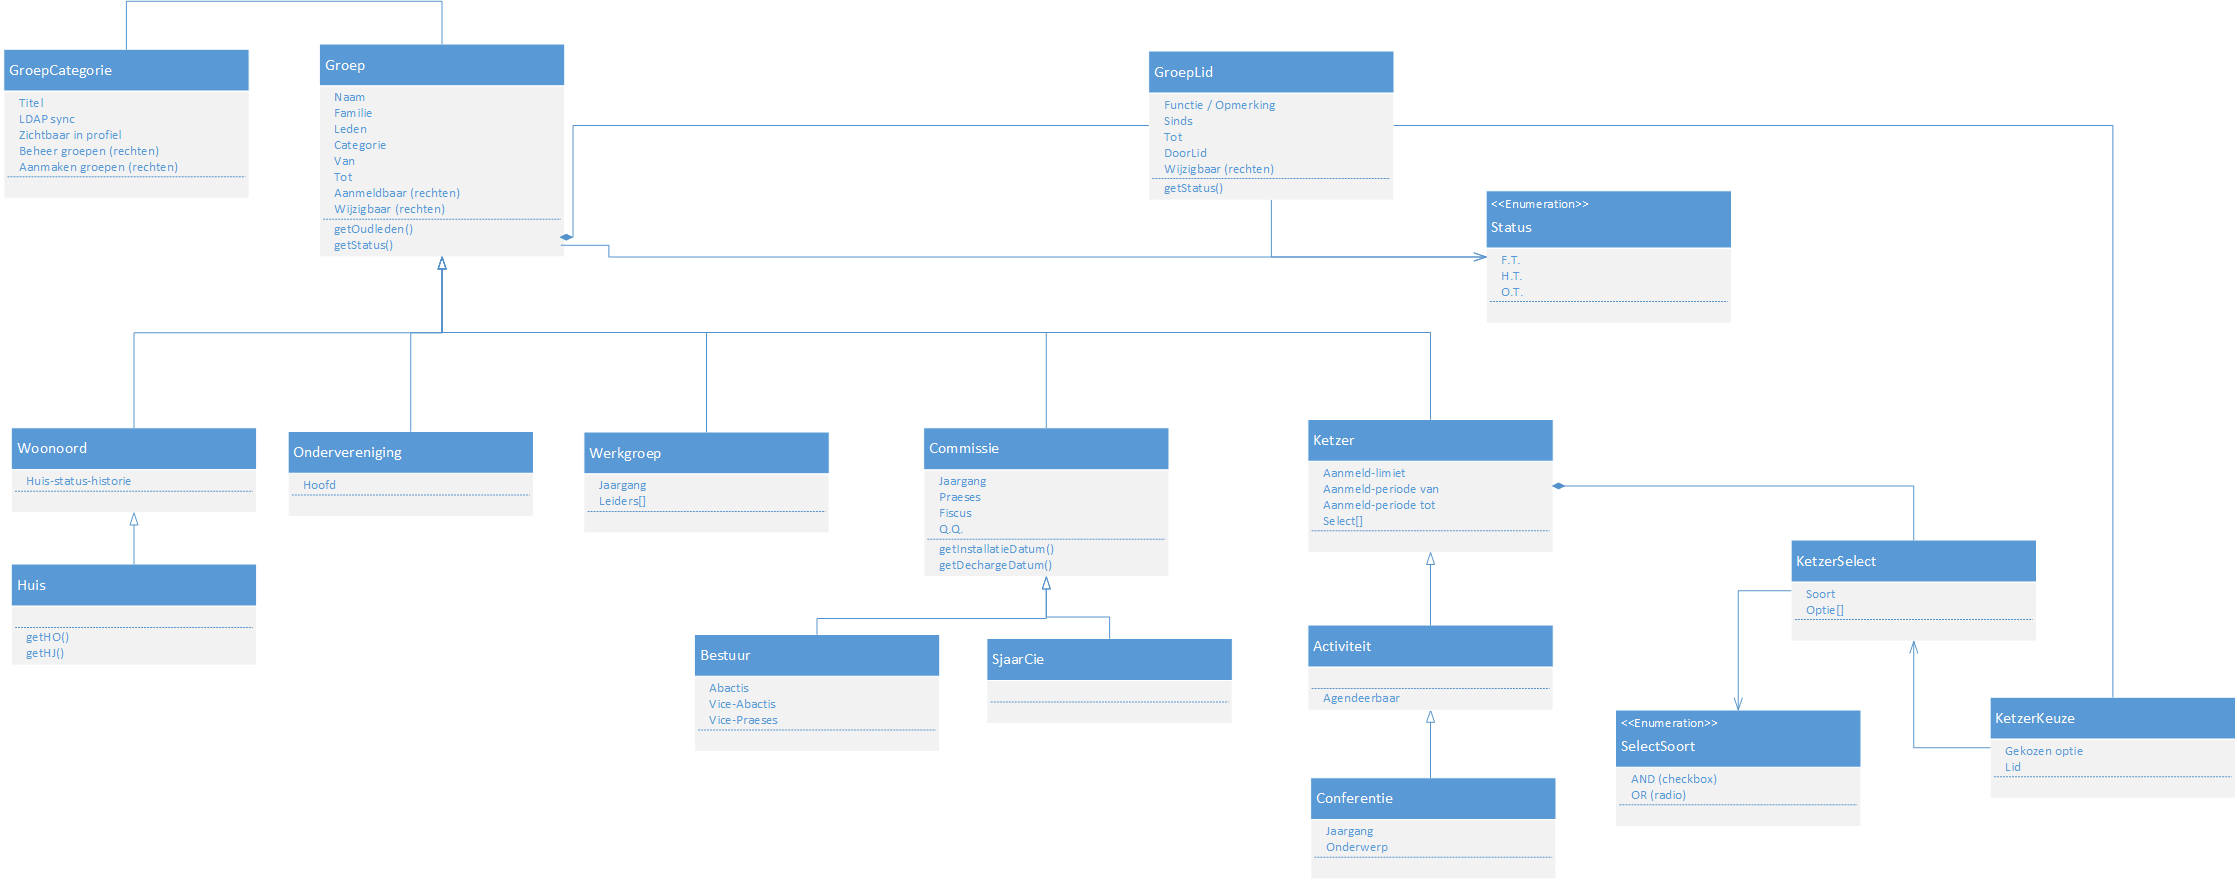 GroepCategorie
Titel
LDAP sync
Zichtbaar in profiel
Beheer groepen (rechten)
Aanmaken groepen (rechten)
Groep
Naam
Familie
Leden
Categorie
Van
Tot
Aanmeldbaar (rechten)
Wijzigbaar (rechten)
getOudleden()
getStatus()
GroepLid
Functie / Opmerking
Sinds
Tot
DoorLid
Wijzigbaar (rechten)
getStatus()
<<Enumeration>>
Status
F.T.
H.T.
O.T.
Woonoord
Huis-status-historie
Ondervereniging
Hoofd
Werkgroep
Jaargang
Leiders[]
Commissie
Jaargang
Praeses
Fiscus
Q.Q.
getInstallatieDatum()
getDechargeDatum()
Ketzer
Aanmeld-limiet
Aanmeld-periode van
Aanmeld-periode tot
Select[]
Huis
getHO()
getHJ()
Bestuur
Abactis
Vice-Abactis
Vice-Praeses
SjaarCie
Activiteit
Agendeerbaar
KetzerSelect
Soort
Optie[]
<<Enumeration>>
SelectSoort
AND (checkbox)
OR (radio)
KetzerKeuze
Gekozen optie
Lid
Conferentie
Jaargang
Onderwerp